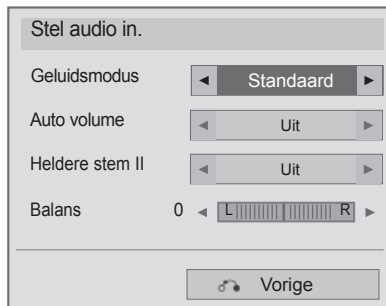 Stel audio in.
Geluidsmodus ◄ Standaard ►
Auto volume ◄ Uit ►
Heldere stem II ◄ Uit ►
Balans 0 ◄ L R ►
Vorige